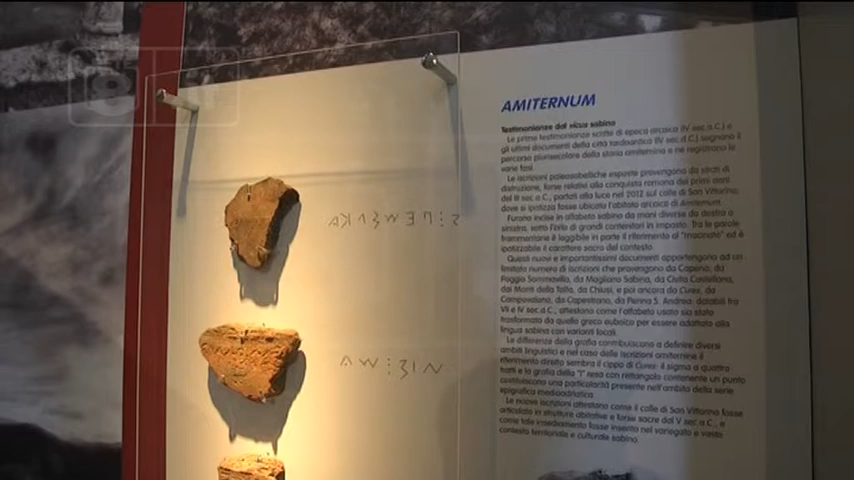 AMITERNUM
Testimonianze dal vicus sabino
Le prime testimonianze scritte di epoca arcaica (IV sec a.C.) e
gli ultimi documenti della città tardoantica (IV sec. d.C.) segnano il
percorso plurisecolare della storia amiternina e ne registrano le
varie fasi.
Le iscrizioni paleosabelliche esposte provengono da strati di
distruzione, forse relativi alla conquista romana dei primi anni
del III sec a.C., portati alla luce nel 2012 sul colle di San Vittorino,
dove si ipotizza fosse ubicato l'abitato arcaico di Amiternum.
Furono incise in alfabeto sabino da mani diverse da destra a
sinistra, sotto l'orlo di grandi contenitori in impasto. Tra le parole
frammentarie è leggibile in parte il riferimento al "macinato" ed è
ipotizzabile il carattere sacro del contesto.
Questi nuovi e importantissimi documenti appartengono ad un
limitato numero di iscrizioni che provengono da Capena, da
Poggio Sommavilla, da Magliano Sabina, da Civita Castellana,
dai Monti della Tolfa, da Chiusi, e poi ancora da Cures, da
Campovalano, da Capestrano, da Penna S. Andrea: databili fra
VII e IV sec a.C., attestano come l'alfabeto usato sia stato
trasformato da quello greco euboico per essere adattato alla
lingua sabina con varianti locali.
Le differenze della grafia contribuiscono a definire diversi
ambiti linguistici e nel caso delle iscrizioni amiternine il
riferimento diretto sembra il cippo di Cures: il sigma a quattro
tratti e la grafia della "i" resa con rettangolo contenente un punto
costituiscono una particolarità presente nell'ambito della serie
epigrafica medioadriatica.
Le nuove iscrizioni attestano come il colle di San Vittorino fosse
articolato in strutture abitative e forse sacre dal V sec a.C., e
come tale insediamento fosse inserito nel variegato e vasto
contesto territoriale e culturale sabino.